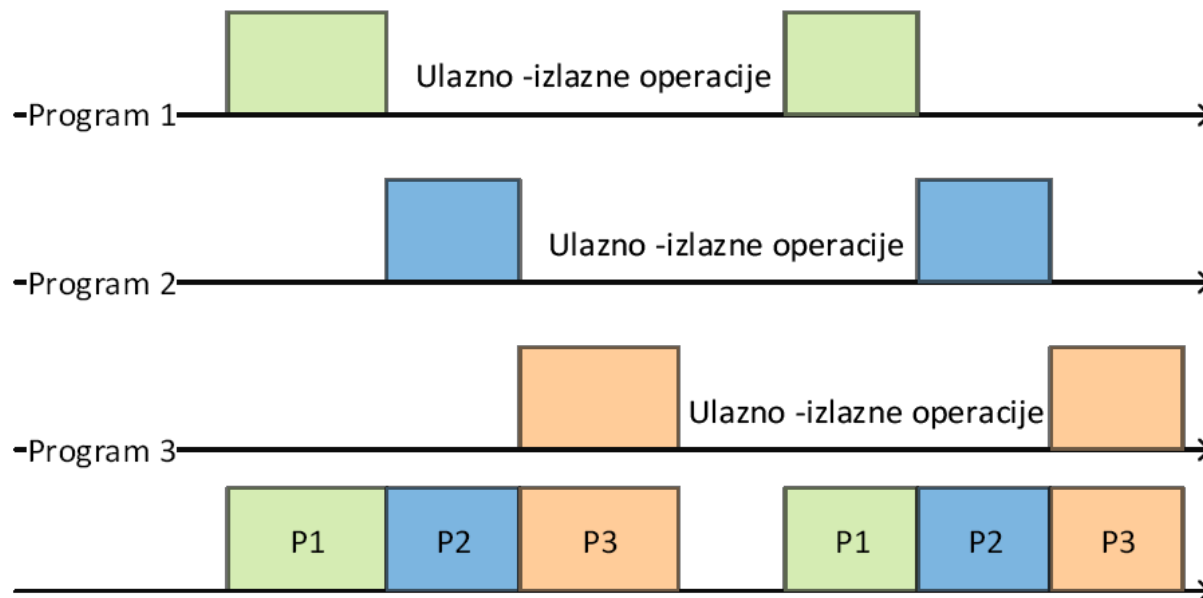 Ulazno -izlazne operacije
Program 1
Ulazno -izlazne operacije
Program 2
Ulazno -izlazne operacije
Program 3
P1 P2 P3 P1 P2 P3